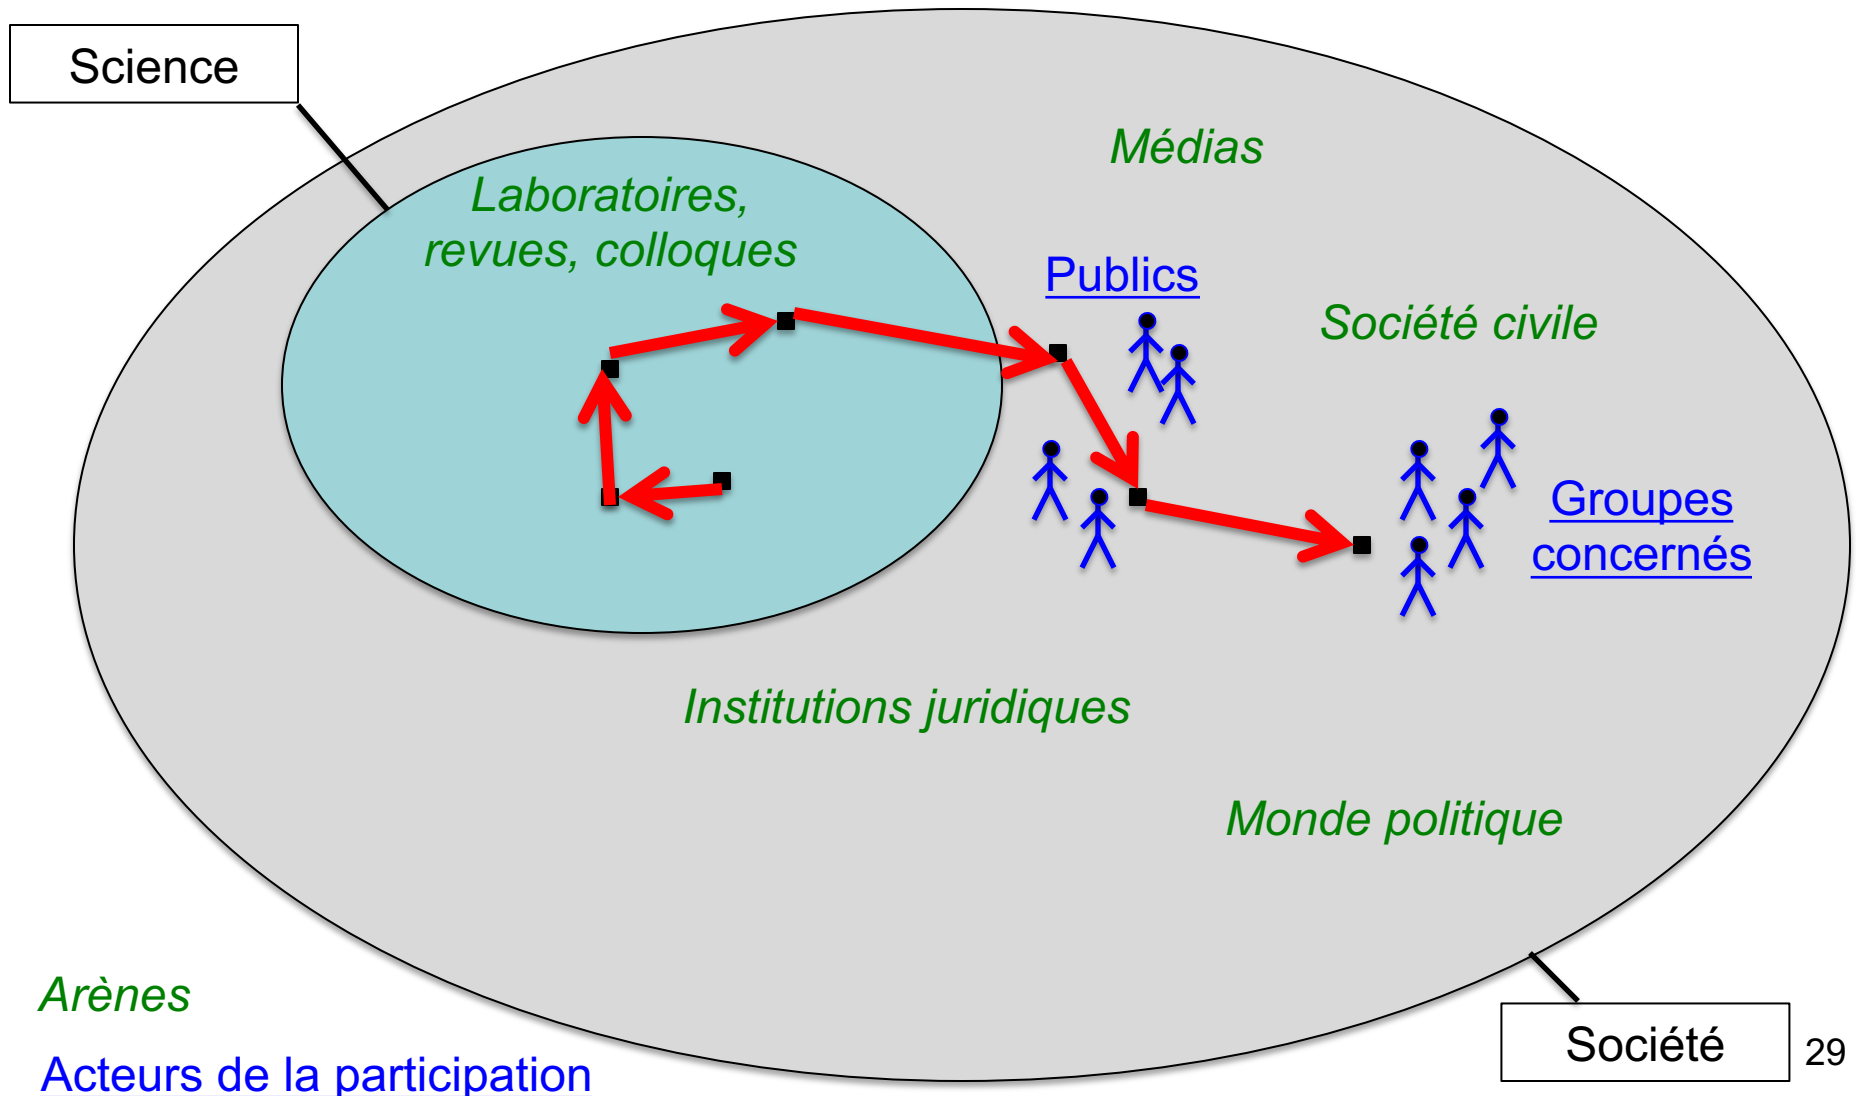 Science
Médias
Laboratoires,
revues, colloques
Publics
Société civile
Groupes
concernés
Institutions juridiques
Monde politique
Arènes
Société
29
Acteurs de la participation